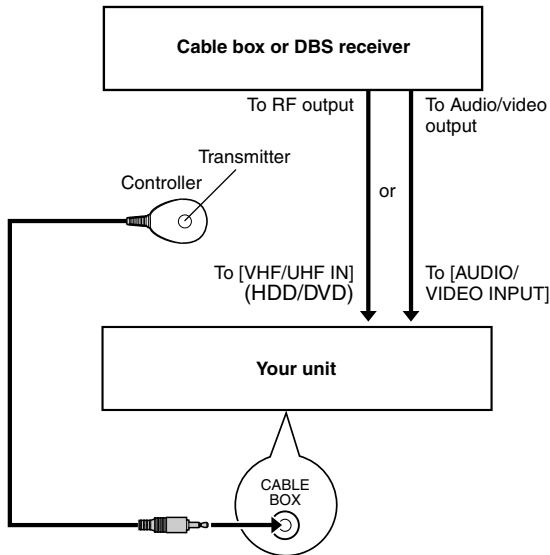 Cable box or DBS receiver
To RF output
To Audio/video
output
Transmitter
Controller
or
To [VHF/UHF IN]
(HDD/DVD)
To [AUDIO/
VIDEO INPUT]
Your unit
CABLE
BOX